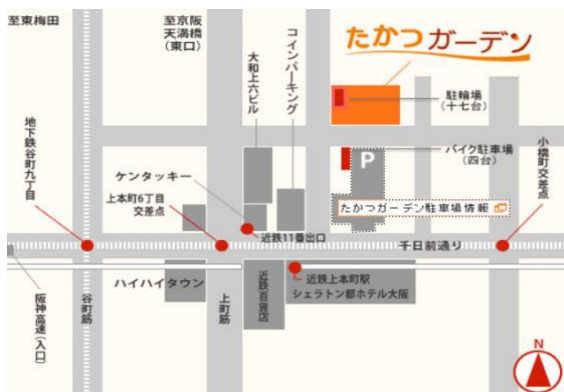 至東梅田
至京阪
天満橋
(東口)
たかつガーデン
大和上六ビル
コインパーキング
駐輪場
(十七台)
地下鉄谷町九丁目
P
バイク駐車場
(四台)
小橋町交差点
ケンタッキー
上本町6丁目
交差点
たかつガーデン駐車場情報
近鉄11番出口
千日前通り
阪神高速(入口)
谷町筋
ハイハイタウン
上町筋
近鉄百貨店
近鉄上本町駅
シェラトン都ホテル大阪
N